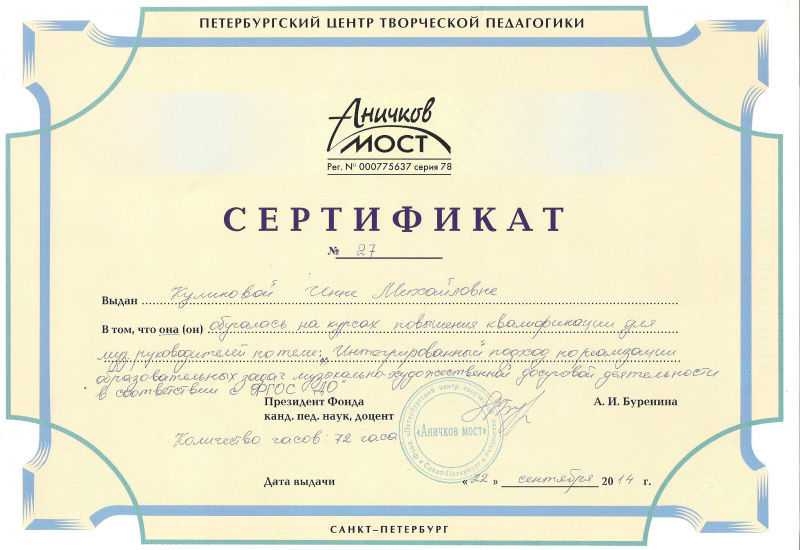 ПЕТЕРБУРГСКИЙ ЦЕНТР ТВОРЧЕСКОЙ ПЕДАГОГИКИ
Аничков
МОСТ
Рег. № 000775637 серия 78
СЕРТИФИКАТ
№ 27
Выдан Куликовой Инне Михайловне
В том, что она (он) обучалась на курсах повышения квалификации для
муз. руководителей по теме: „Интегрированный подход по реализации
образовательных задач музыкально-художественной досуговой деятельности
в соответствии с ФГОС ДО"
Президент Фонда
канд. пед. наук, доцент
А. И. Буренина
«Аничков мост»
Санкт-Петербург
Количество часов: 72 часа
Дата выдачи «22» сентября 2014 г.
САНКТ–ПЕТЕРБУРГ